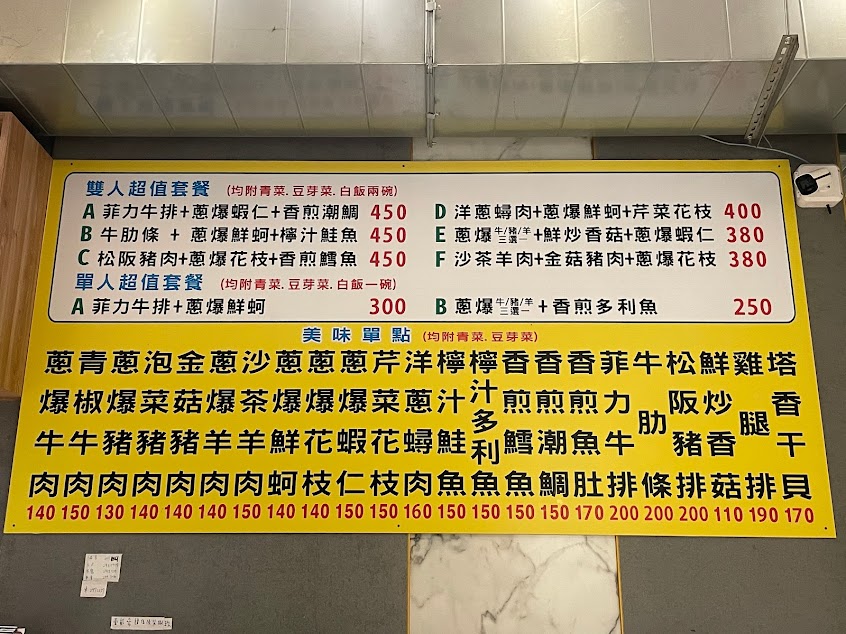 雙人超值套餐 (均附青菜.豆芽菜.白飯兩碗)
A 菲力牛排+蔥爆蝦仁+香煎潮鯛 450
B 牛肋條 + 蔥爆鮮蚵+檸汁鮭魚 450
C 松阪豬肉+蔥爆花枝+香煎鱈魚 450
D 洋蔥蟳肉+蔥爆鮮蚵+芹菜花枝 400
E 蔥爆牛/豬/羊三選一+鮮炒香菇+蔥爆蝦仁 380
F 沙茶羊肉+金菇豬肉+蔥爆花枝 380
單人超值套餐 (均附青菜.豆芽菜.白飯一碗)
A 菲力牛排+蔥爆鮮蚵 300
B 蔥爆牛/豬/羊三選一+香煎多利魚 250
美味單點 (均附青菜.豆芽菜)
蔥爆牛肉 140
青椒牛肉 150
蔥爆豬肉 130
泡菜豬肉 140
金菇豬肉 140
蔥爆羊肉 140
沙茶羊肉 150
蔥爆鮮蚵 140
蔥爆花枝 140
蔥爆蝦仁 150
芹菜花枝 150
洋蔥蟳肉 160
檸汁鮭魚 150
檸汁多利魚 150
香煎鱈魚 150
香煎潮鯛 150
香煎魚肚 170
菲力牛排 200
牛肋條 200
松阪豬排 200
鮮炒香菇 110
雞腿排 190
塔香干貝 170